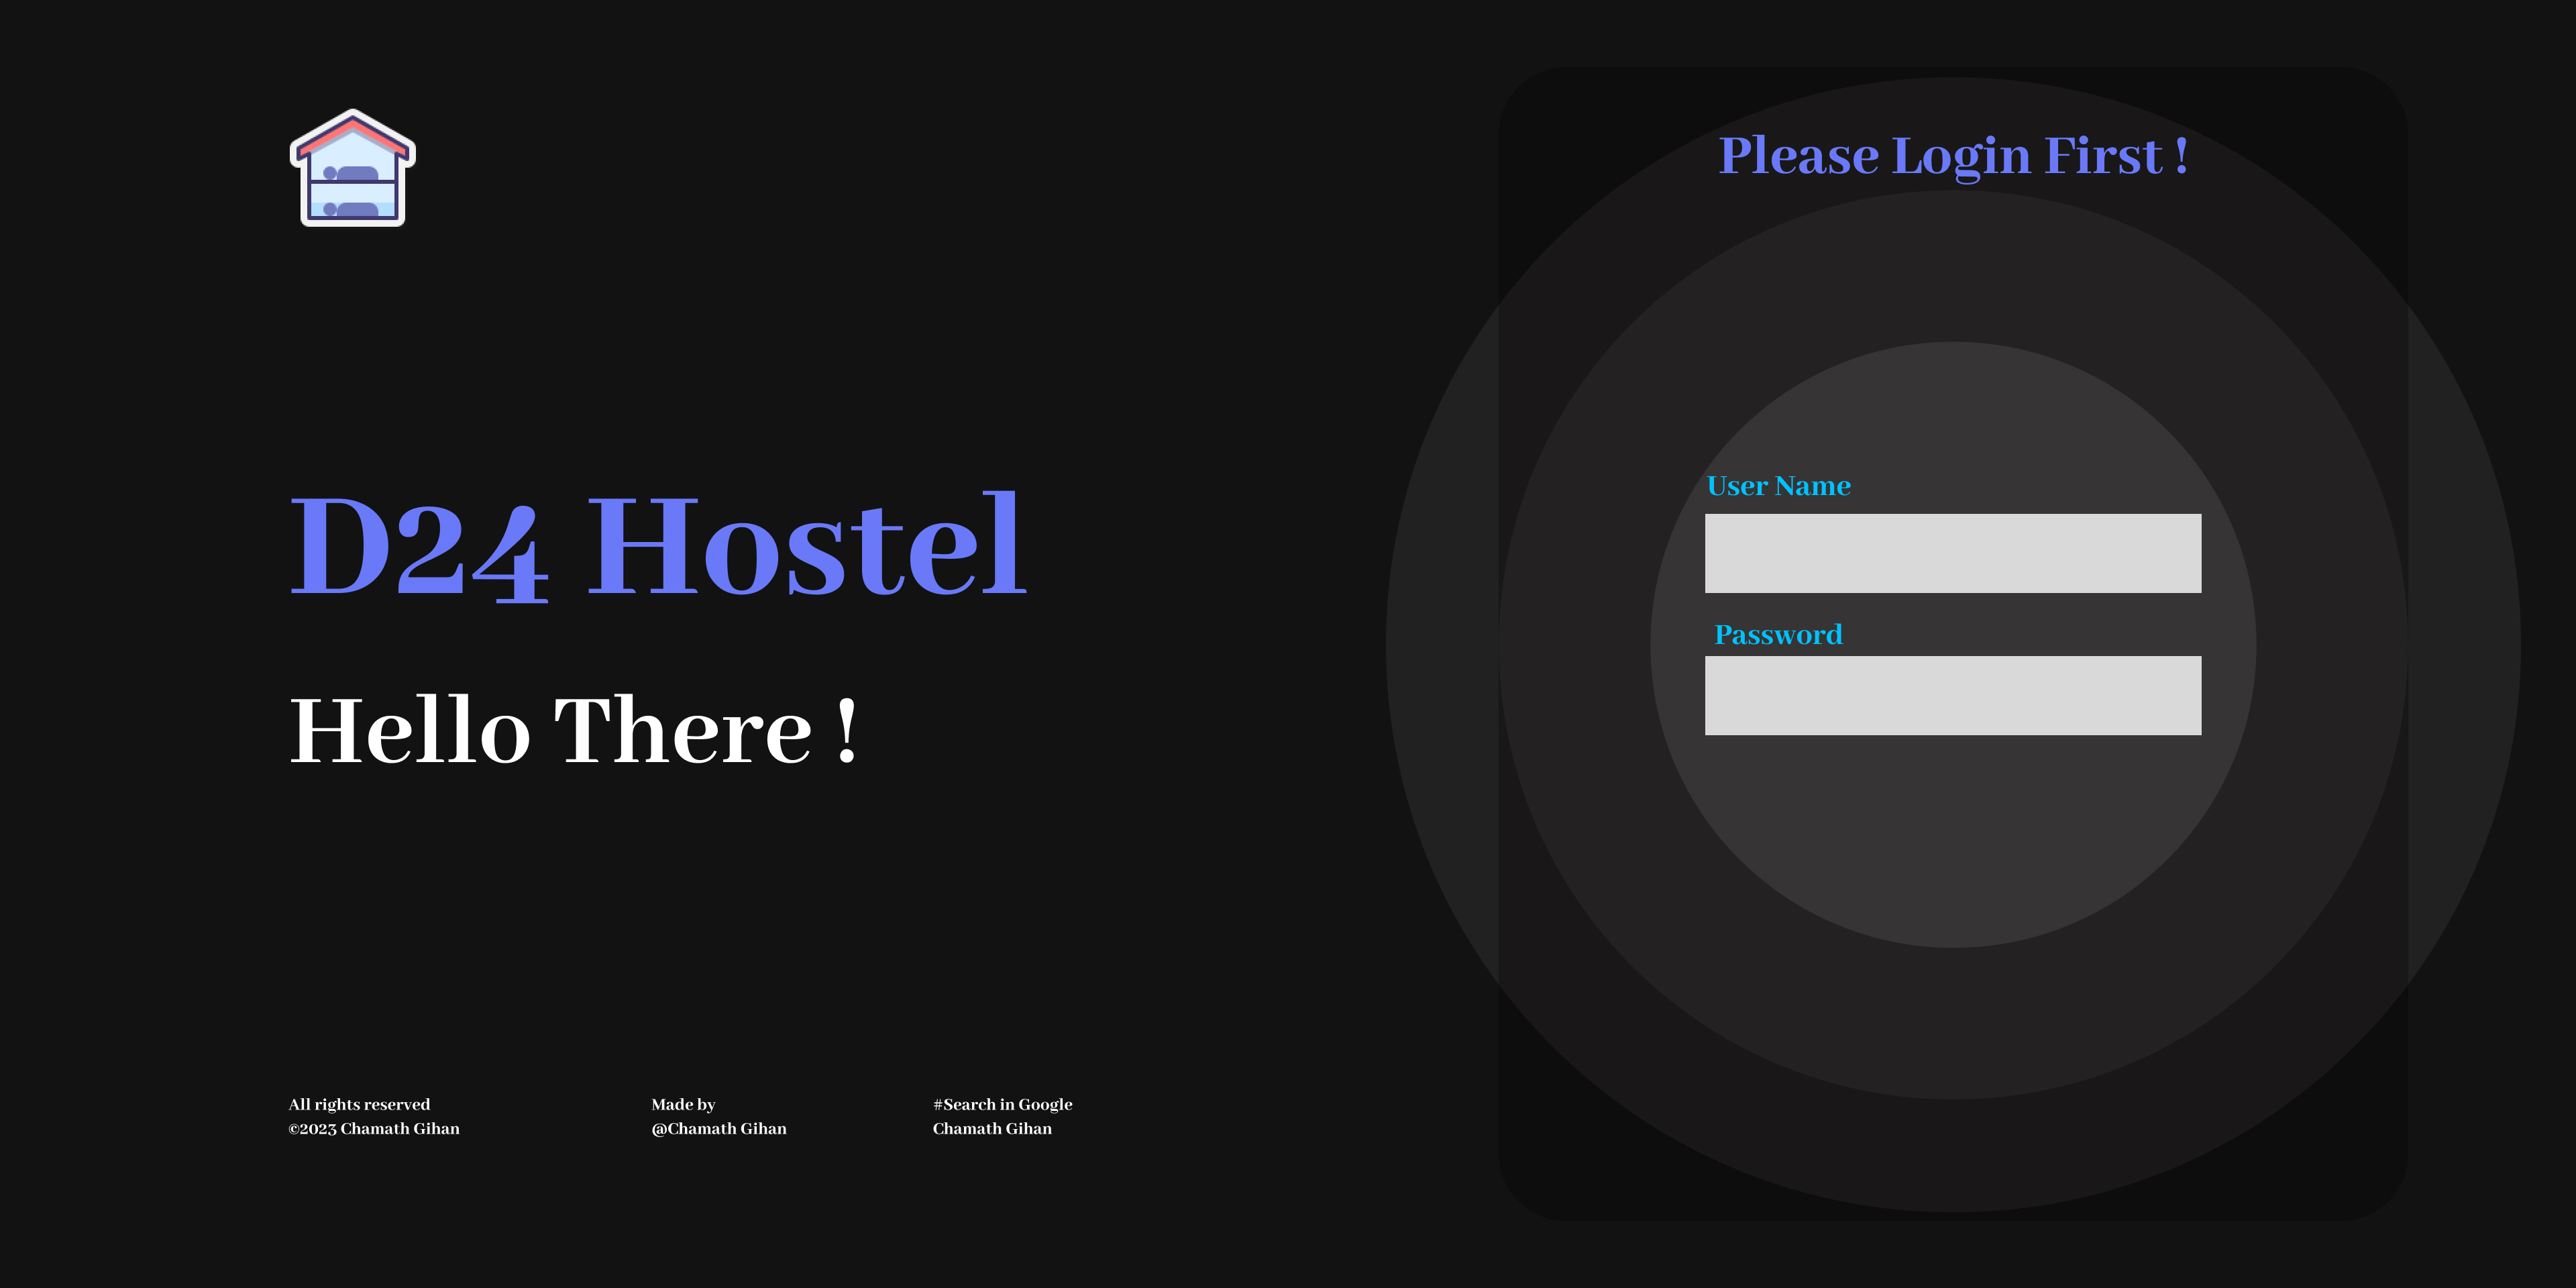 D24 Hostel
Hello There !
All rights reserved
©2023 Chamath Gihan
Made by
@Chamath Gihan
#Search in Google
Chamath Gihan
Please Login First !
User Name
Password